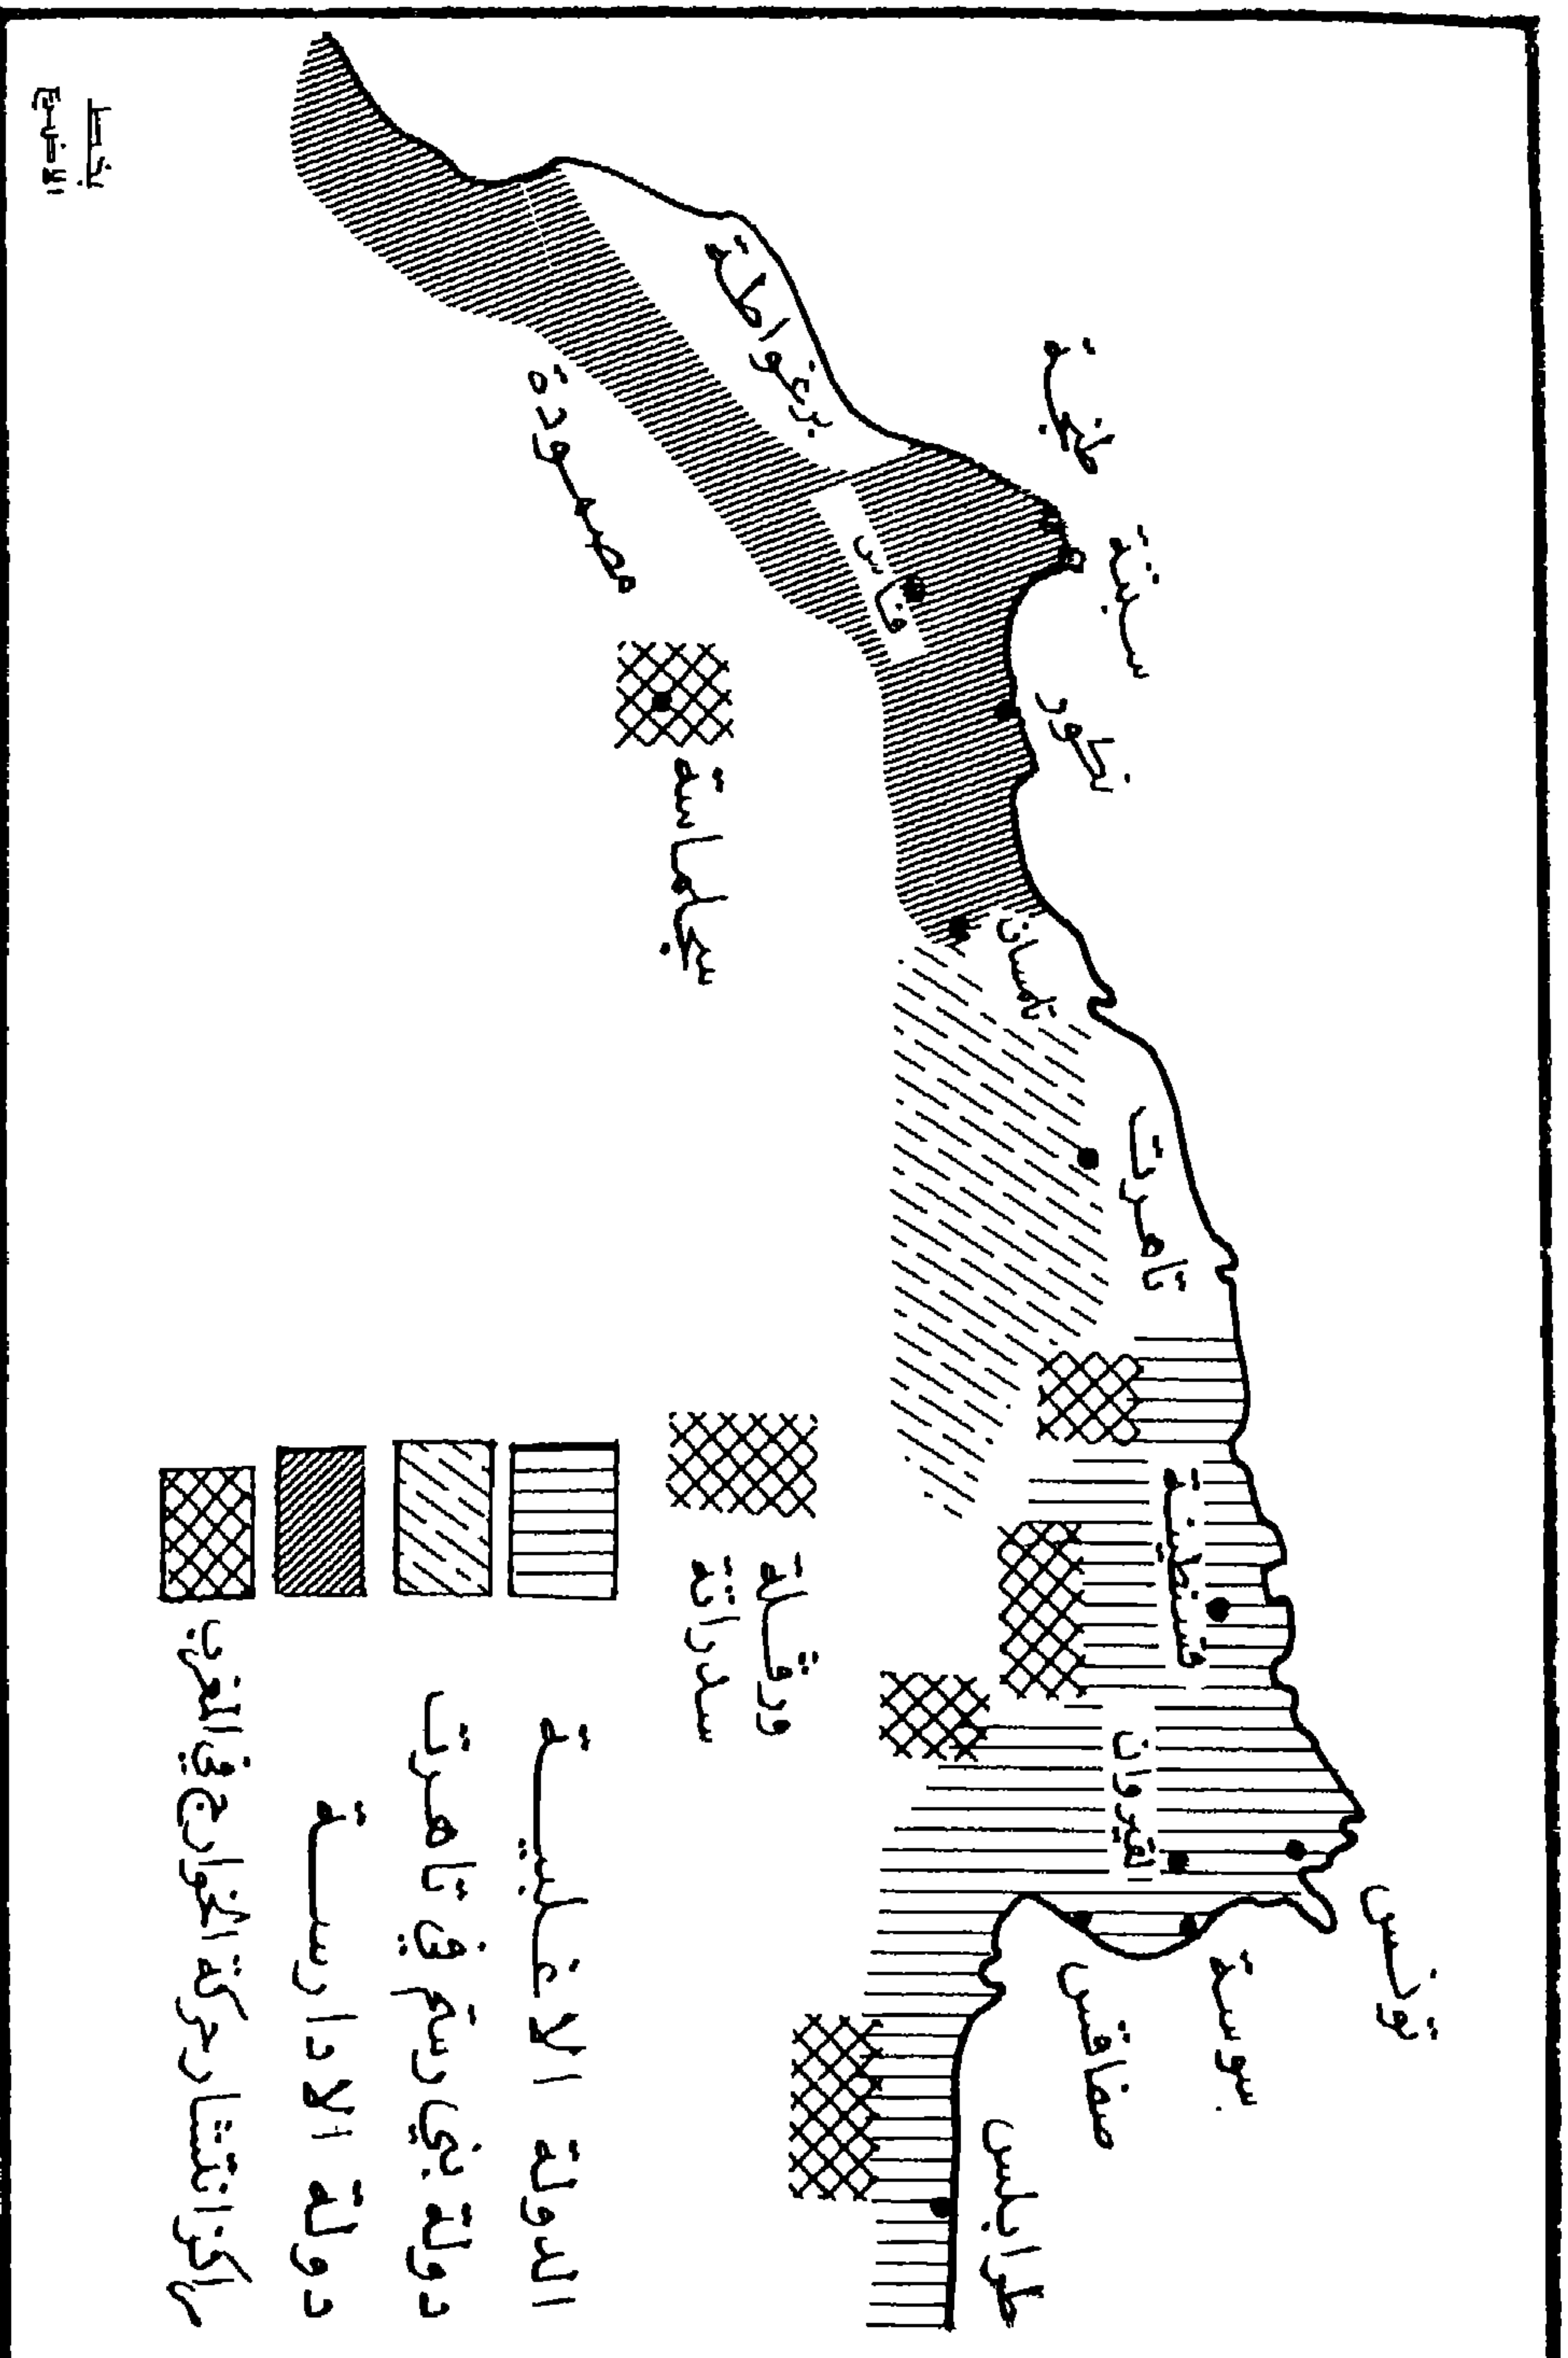 طنجة
سبتة
نكور
برغواطة
فاس
مصمودة
سجلماسة
تلمسان
تاهرت
قسنطينة
القيروان
تونس
سوسة
صفاقس
طرابلس
ورقلة
سدراتة
الدولة الاغلبية
دولة بني رستم في تاهرت
دولة الادارسة
مراكز انتشار حركة الخوارج في المغرب